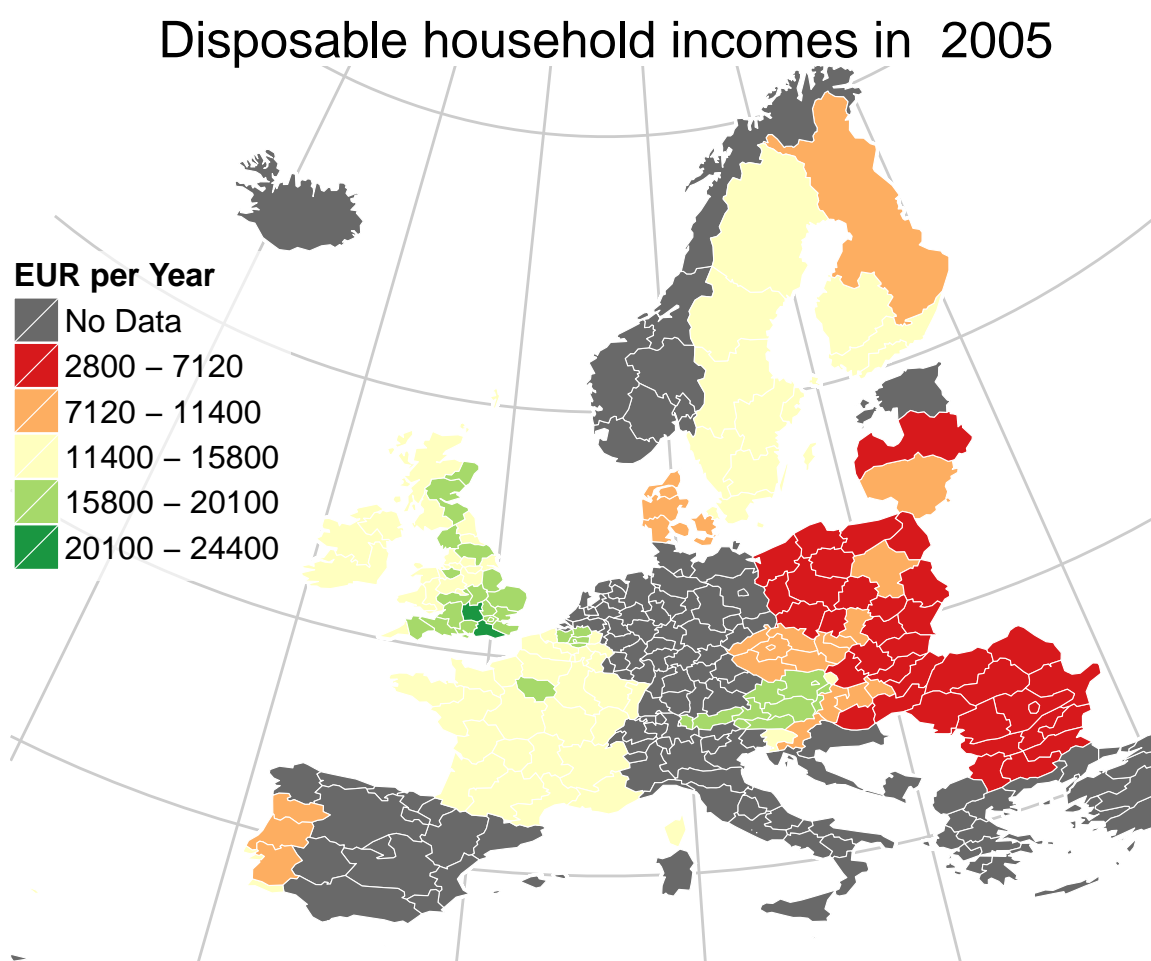 Disposable household incomes in 2005
EUR per Year
No Data
2800 – 7120
7120 – 11400
11400 – 15800
15800 – 20100
20100 – 24400